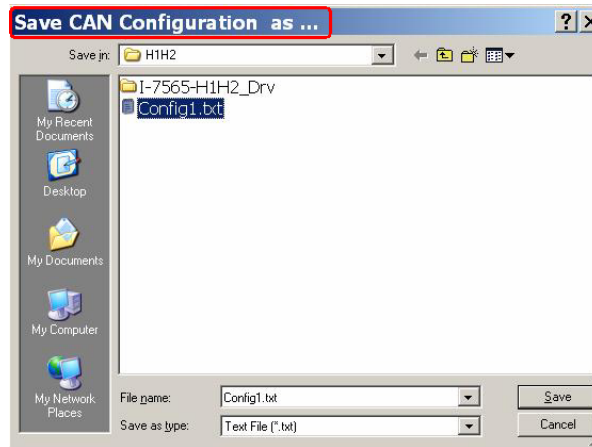 Save CAN Configuration as ...
Save in:
H1H2
I-7565-H1H2_Drv
Config1.txt
My Recent
Documents
Desktop
My Documents
My Computer
My Network
Places
File name:
Config1.txt
Save
Save as type:
Text File (*.txt)
Cancel